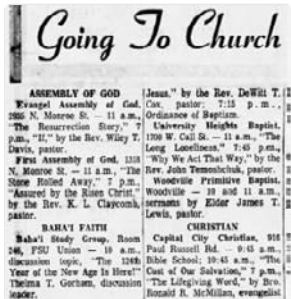 Going To Church
ASSEMBLY OF GOD
Evangel Assembly of God,
N. Monroe St. — 11 a.m.,
"The Resurrection Story," 7
p.m., "If," by the Rev. Wiley T.
Davis, pastor.
First Assembly of God, 1318
N. Monroe St. — 11 a.m., "The
Stone Rolled Away," 7 p.m.,
"Assured by the Risen Christ,"
by the Rev. K. L. Claycomb,
pastor.
BAHA'I FAITH
Baha'i Study Group, Room
246, FSU Union — 10 a.m.,
discussion topic, "The 124th
Year of the New Age Is Here!"
Thelma T. Gorham, discussion
leader.
Jesus," by the Rev. DeWitt T.
Cox, pastor; 7:15 p.m.,
Ordinance of Baptism.
University Heights Baptist,
1700 W. Call St. — 11 a.m., "The
Long Loneliness," 7:45 p.m.,
"Why We Act That Way," by the
Rev. John Temoshchuk, pastor.
Woodville Primitive Baptist,
Woodville — 10 and 11 a.m.,
sermons by Elder James T.
Lewis, pastor.
CHRISTIAN
Capital City Christian, 916
Paul Russell Rd. — 9:45 a.m.,
Bible School; 10:45 a.m., "The
Cost of Our Salvation," 7 p.m.,
"The Lifegiving Word," by Bro.
Ronald R. McMillan, evangelist